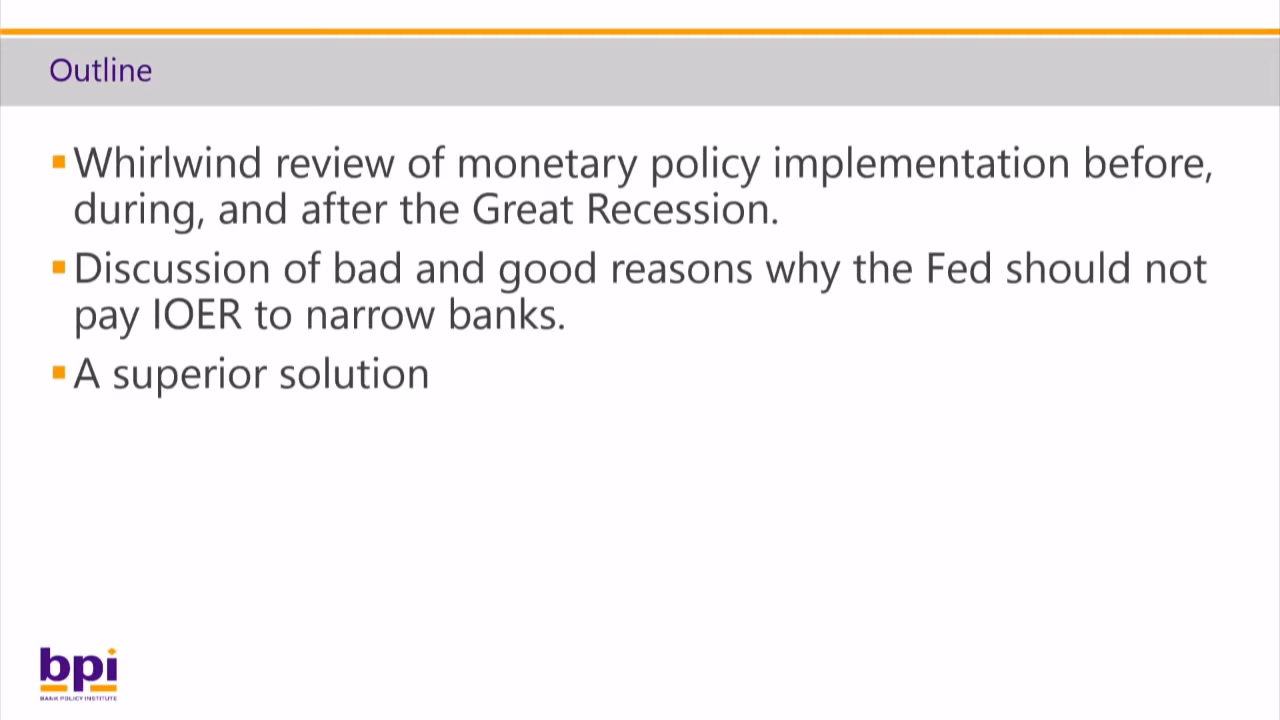 Outline
▪Whirlwind review of monetary policy implementation before,
during, and after the Great Recession.
▪Discussion of bad and good reasons why the Fed should not
pay IOER to narrow banks.
▪A superior solution
bpi
BANK POLICY INSTITUTE